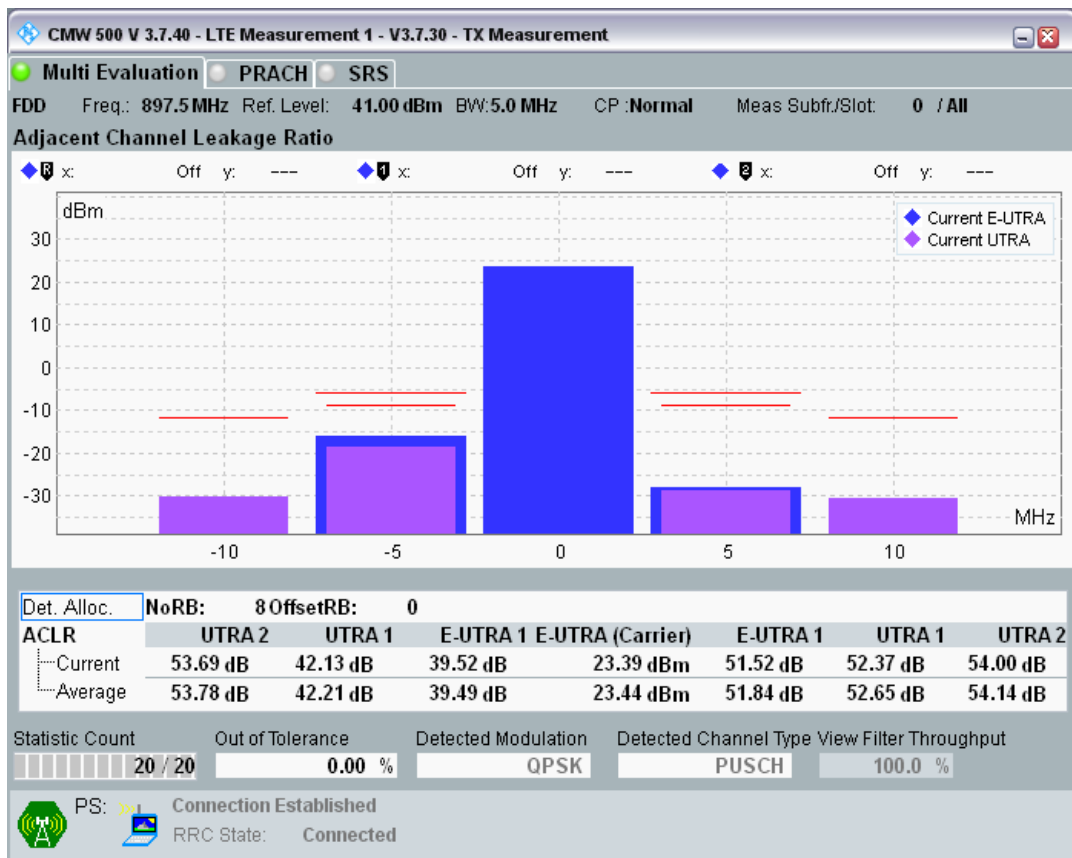 CMW 500 V 3.7.40 - LTE Measurement 1 - V3.7.30 - TX Measurement
Multi Evaluation PRACH SRS
FDD Freq.: 897.5 MHz Ref. Level: 41.00 dBm BW:5.0 MHz CP :Normal Meas Subfr./Slot: 0 / All
Adjacent Channel Leakage Ratio
R x: Off y: --- 1 x: Off y: --- 2 x: Off y: ---
dBm
Current E-UTRA
Current UTRA
30
20
10
0
-10
-20
-30
MHz
-10 -5 0 5 10
Det. Alloc. NoRB: 8 OffsetRB: 0
ACLR UTRA 2 UTRA 1 E-UTRA 1 E-UTRA (Carrier) E-UTRA 1 UTRA 1 UTRA 2
Current 53.69 dB 42.13 dB 39.52 dB 23.39 dBm 51.52 dB 52.37 dB 54.00 dB
Average 53.78 dB 42.21 dB 39.49 dB 23.44 dBm 51.84 dB 52.65 dB 54.14 dB
Statistic Count Out of Tolerance Detected Modulation Detected Channel Type View Filter Throughput
20 / 20 0.00 % QPSK PUSCH 100.0 %
PS: Connection Established
RRC State: Connected